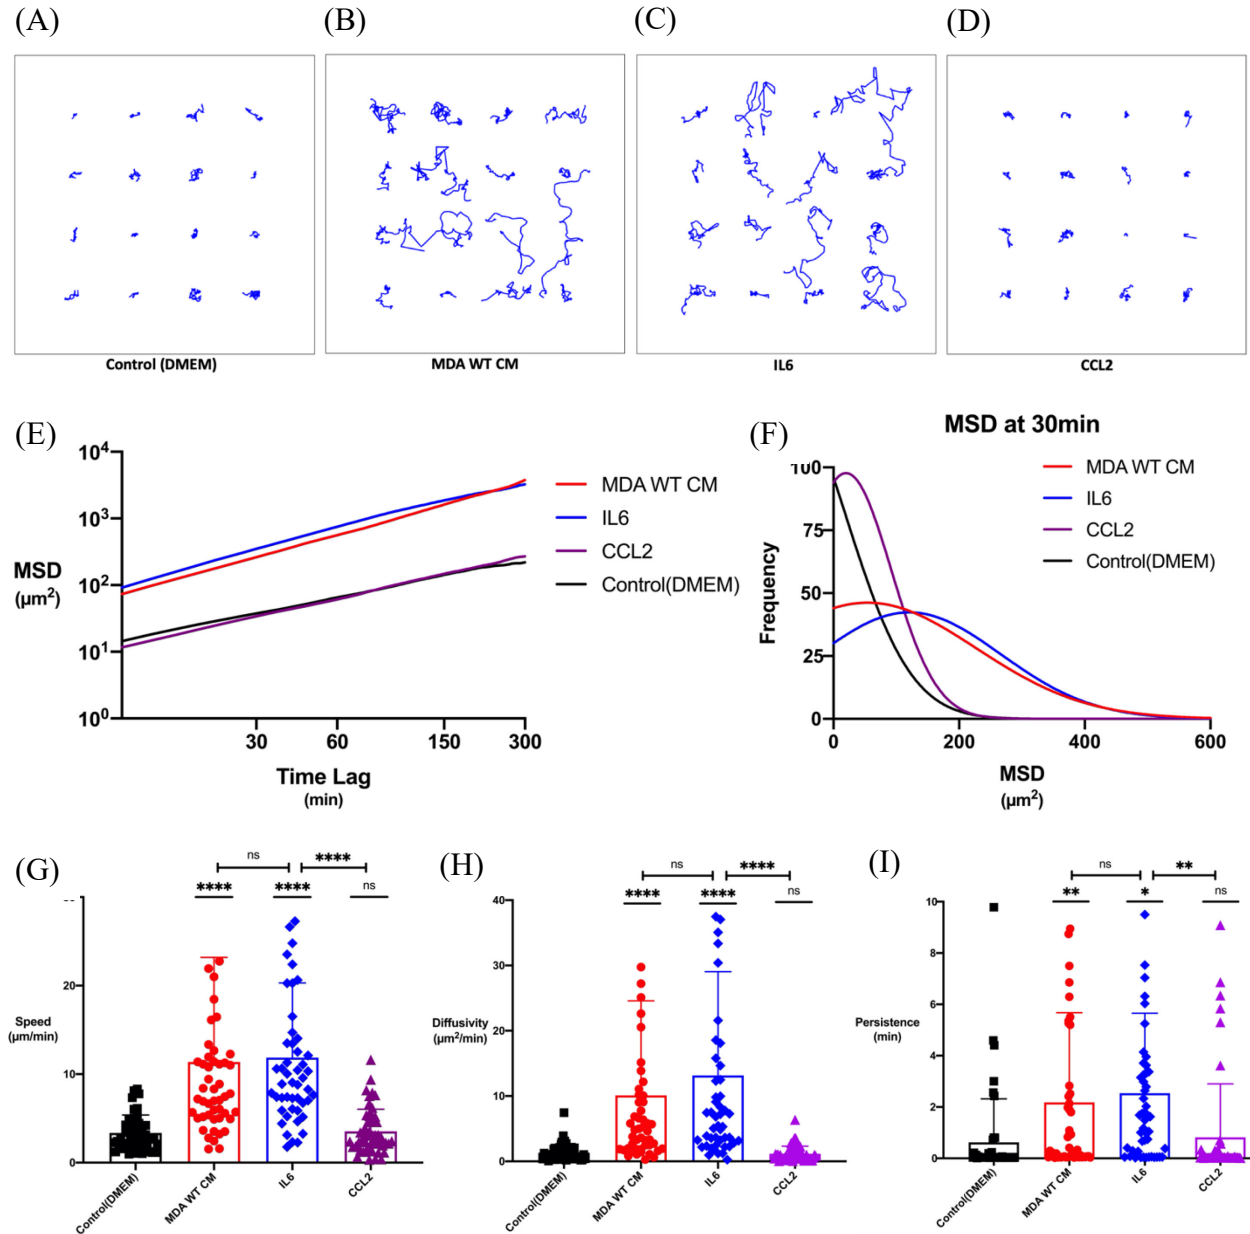 (A)
(B)
(C)
(D)
Control (DMEM)
MDA WT CM
IL6
CCL2
(E)
MSD
(µm²)
10⁴
10³
10²
10¹
10⁰
30
60
150
300
Time Lag
(min)
MDA WT CM
IL6
CCL2
Control(DMEM)
(F)
MSD at 30min
Frequency
100
75
50
25
0
0
200
400
600
MSD
(µm²)
MDA WT CM
IL6
CCL2
Control(DMEM)
(G)
ns
****
****
****
ns
Speed
(µm/min)
20
10
0
Control(DMEM)
MDA WT CM
IL6
CCL2
(H)
ns
****
****
****
ns
Diffusivity
(µm²/min)
40
30
20
10
0
Control(DMEM)
MDA WT CM
IL6
CCL2
(I)
ns
**
**
*
ns
Persistence
(min)
10
8
6
4
2
0
Control(DMEM)
MDA WT CM
IL6
CCL2